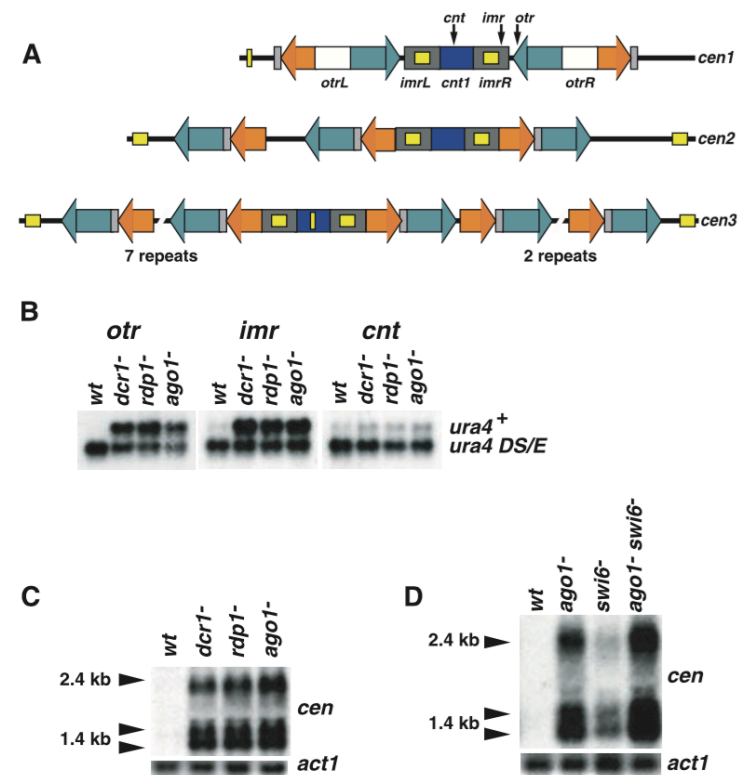 A
cnt imr otr
otrL imrL cnt1 imrR otrR cen1
cen2
cen3
7 repeats 2 repeats
B
otr imr cnt
wt dcr1- rdp1- ago1- wt dcr1- rdp1- ago1- wt dcr1- rdp1- ago1-
ura4+
ura4 DS/E
C
wt dcr1- rdp1- ago1-
2.4 kb
cen
1.4 kb
act1
D
wt ago1- swi6- ago1- swi6-
2.4 kb
cen
1.4 kb
act1